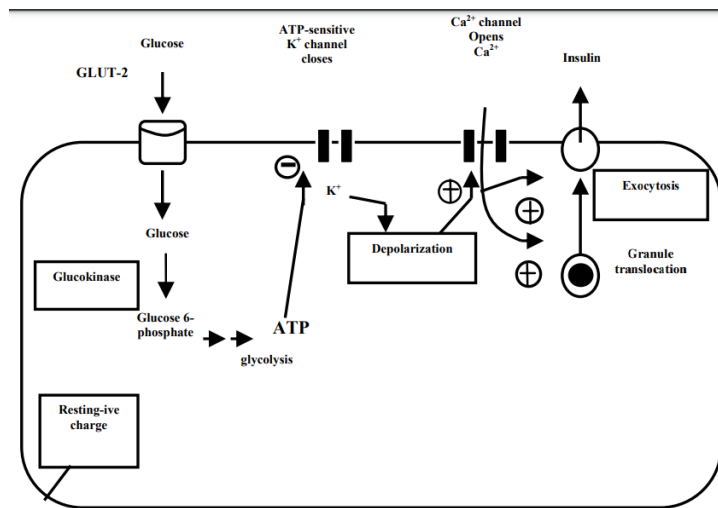 Glucose
GLUT-2
ATP-sensitive
K+ channel
closes
Ca2+ channel
Opens
Ca2+
Insulin
K+
Exocytosis
Glucose
Depolarization
Granule
translocation
Glucokinase
Glucose 6-
phosphate
ATP
glycolysis
Resting-ive
charge